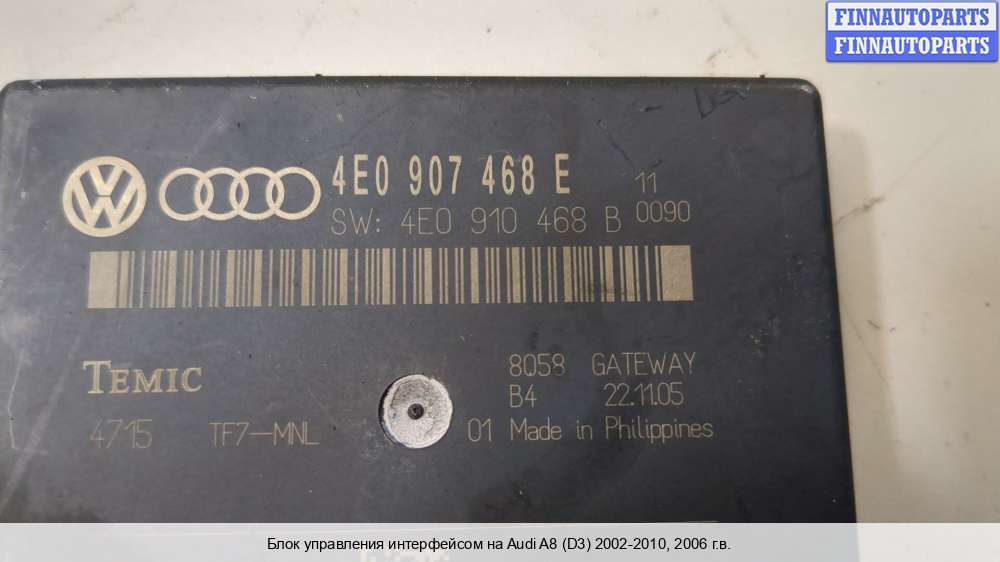 FINNAUTOPARTS
FINNAUTOPARTS
4E0 907 468 E 11
SW: 4E0 910 468 B 0090
TEMIC
8Q58 GATEWAY
B4 22.11.05
4715 TF7-MNL 01 Made in Philippines
Блок управления интерфейсом на Audi A8 (D3) 2002-2010, 2006 г.в.